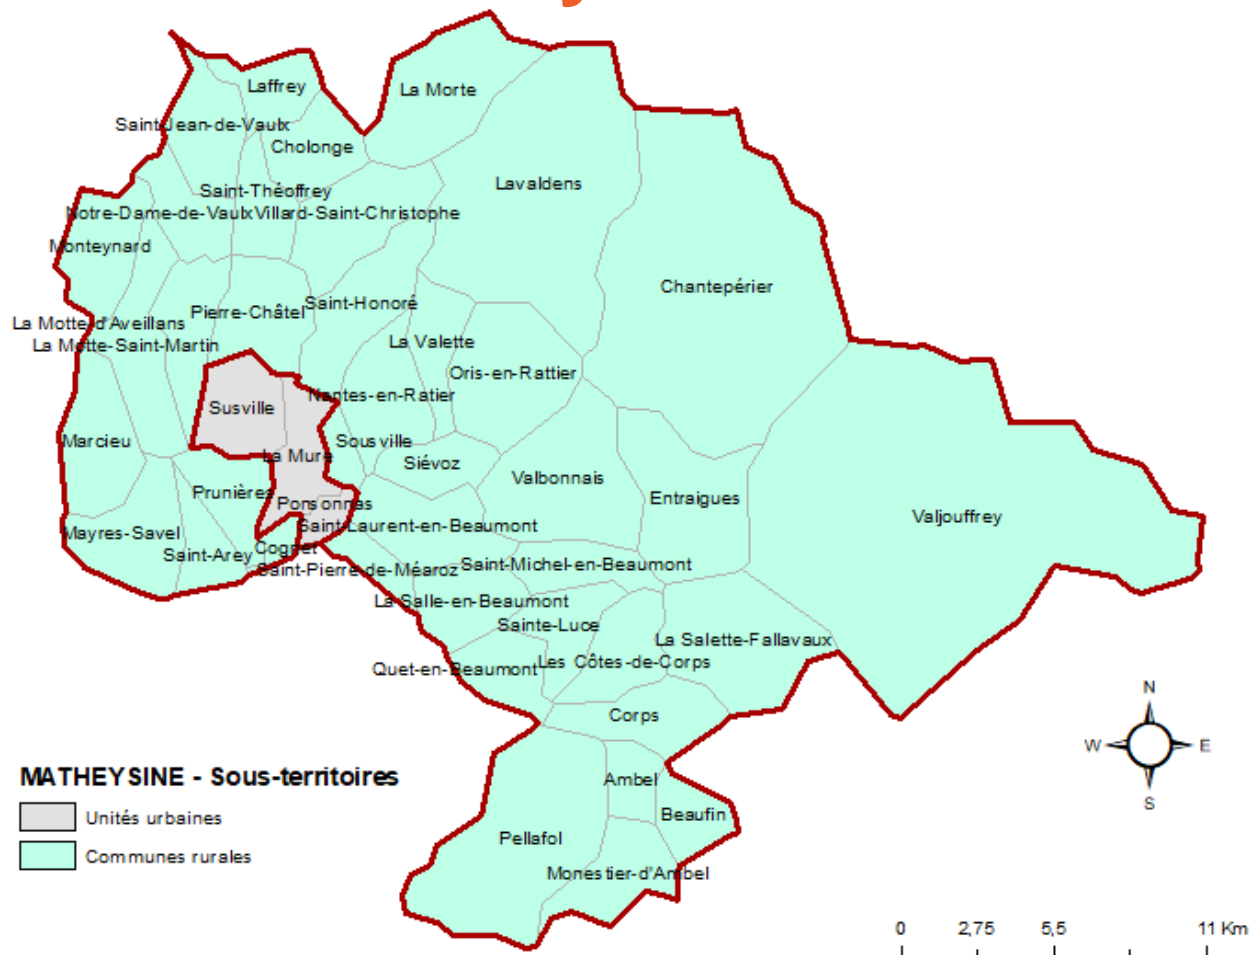 Laffrey
La Morte
Saint-Jean-de-Vaulx
Cholonge
Lavaldens
Saint-Théoffrey
Notre-Dame-de-Vaulx
Villard-Saint-Christophe
Monteynard
Chantepérier
Saint-Honoré
Pierre-Châtel
La Motte-d'Aveillans
La Valette
La Motte-Saint-Martin
Oris-en-Rattier
Nantes-en-Ratier
Susville
Marcieu
Sousville
La Mure
Siévoz
Valbonnais
Prunières
Entraigues
Ponsonnas
Valjouffrey
Saint-Laurent-en-Beaumont
Mayres-Savel
Cognet
Saint-Arey
Saint-Michel-en-Beaumont
Saint-Pierre-de-Méaroz
La Salle-en-Beaumont
Sainte-Luce
La Salette-Fallavaux
Les Côtes-de-Corps
Quet-en-Beaumont
Corps
N
W
E
S
MATHEYSINE - Sous-territoires
Ambel
Unités urbaines
Beaufin
Pellafol
Communes rurales
Monestier-d'Ambel
0 2,75 5,5 11 Km